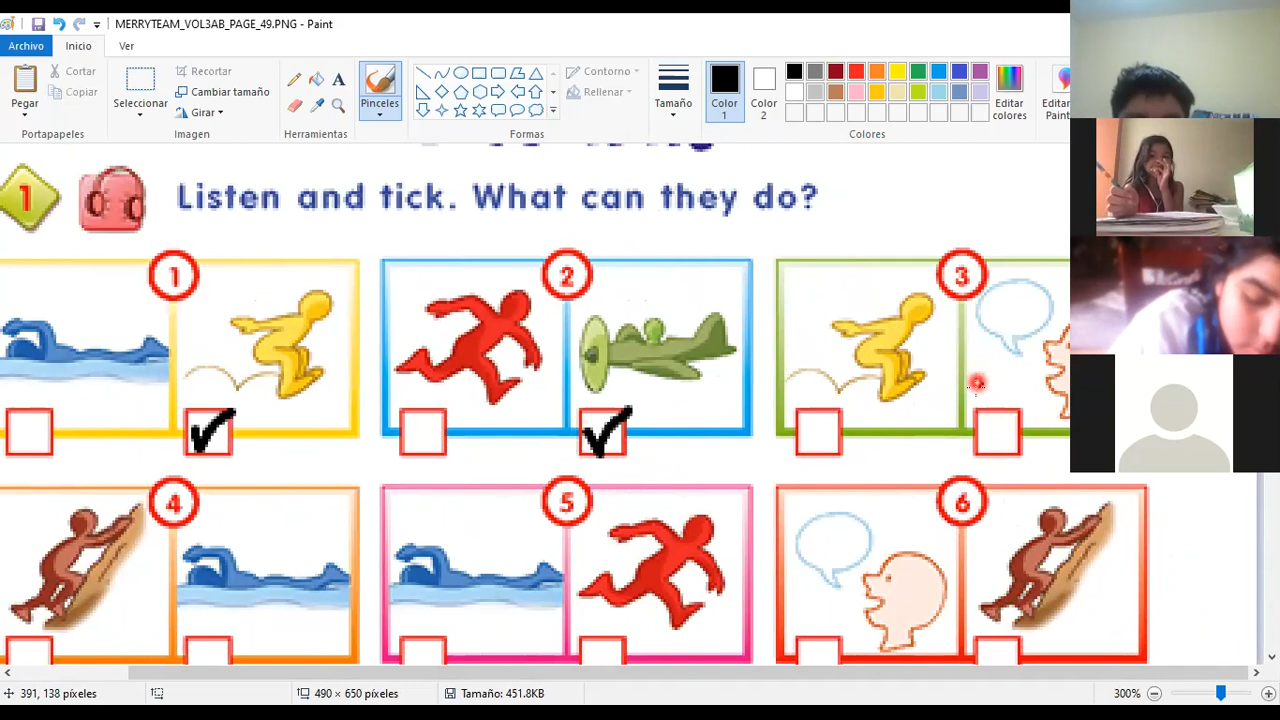 MERRYTEAM_VOL3AB_PAGE_49.PNG - Paint
Archivo Inicio Ver
Pegar
Cortar
Copiar
Portapapeles
Seleccionar
Recortar
Cambiar tamaño
Girar
Imagen
A
Herramientas
Pinceles
Contorno
Rellenar
Formas
Tamaño
Color
1
Color
2
Editar
colores
Editar
Colores
1 Listen and tick. What can they do?
1 2 3
4 5 6
391, 138 píxeles 490 × 650 píxeles Tamaño: 451.8KB 300%